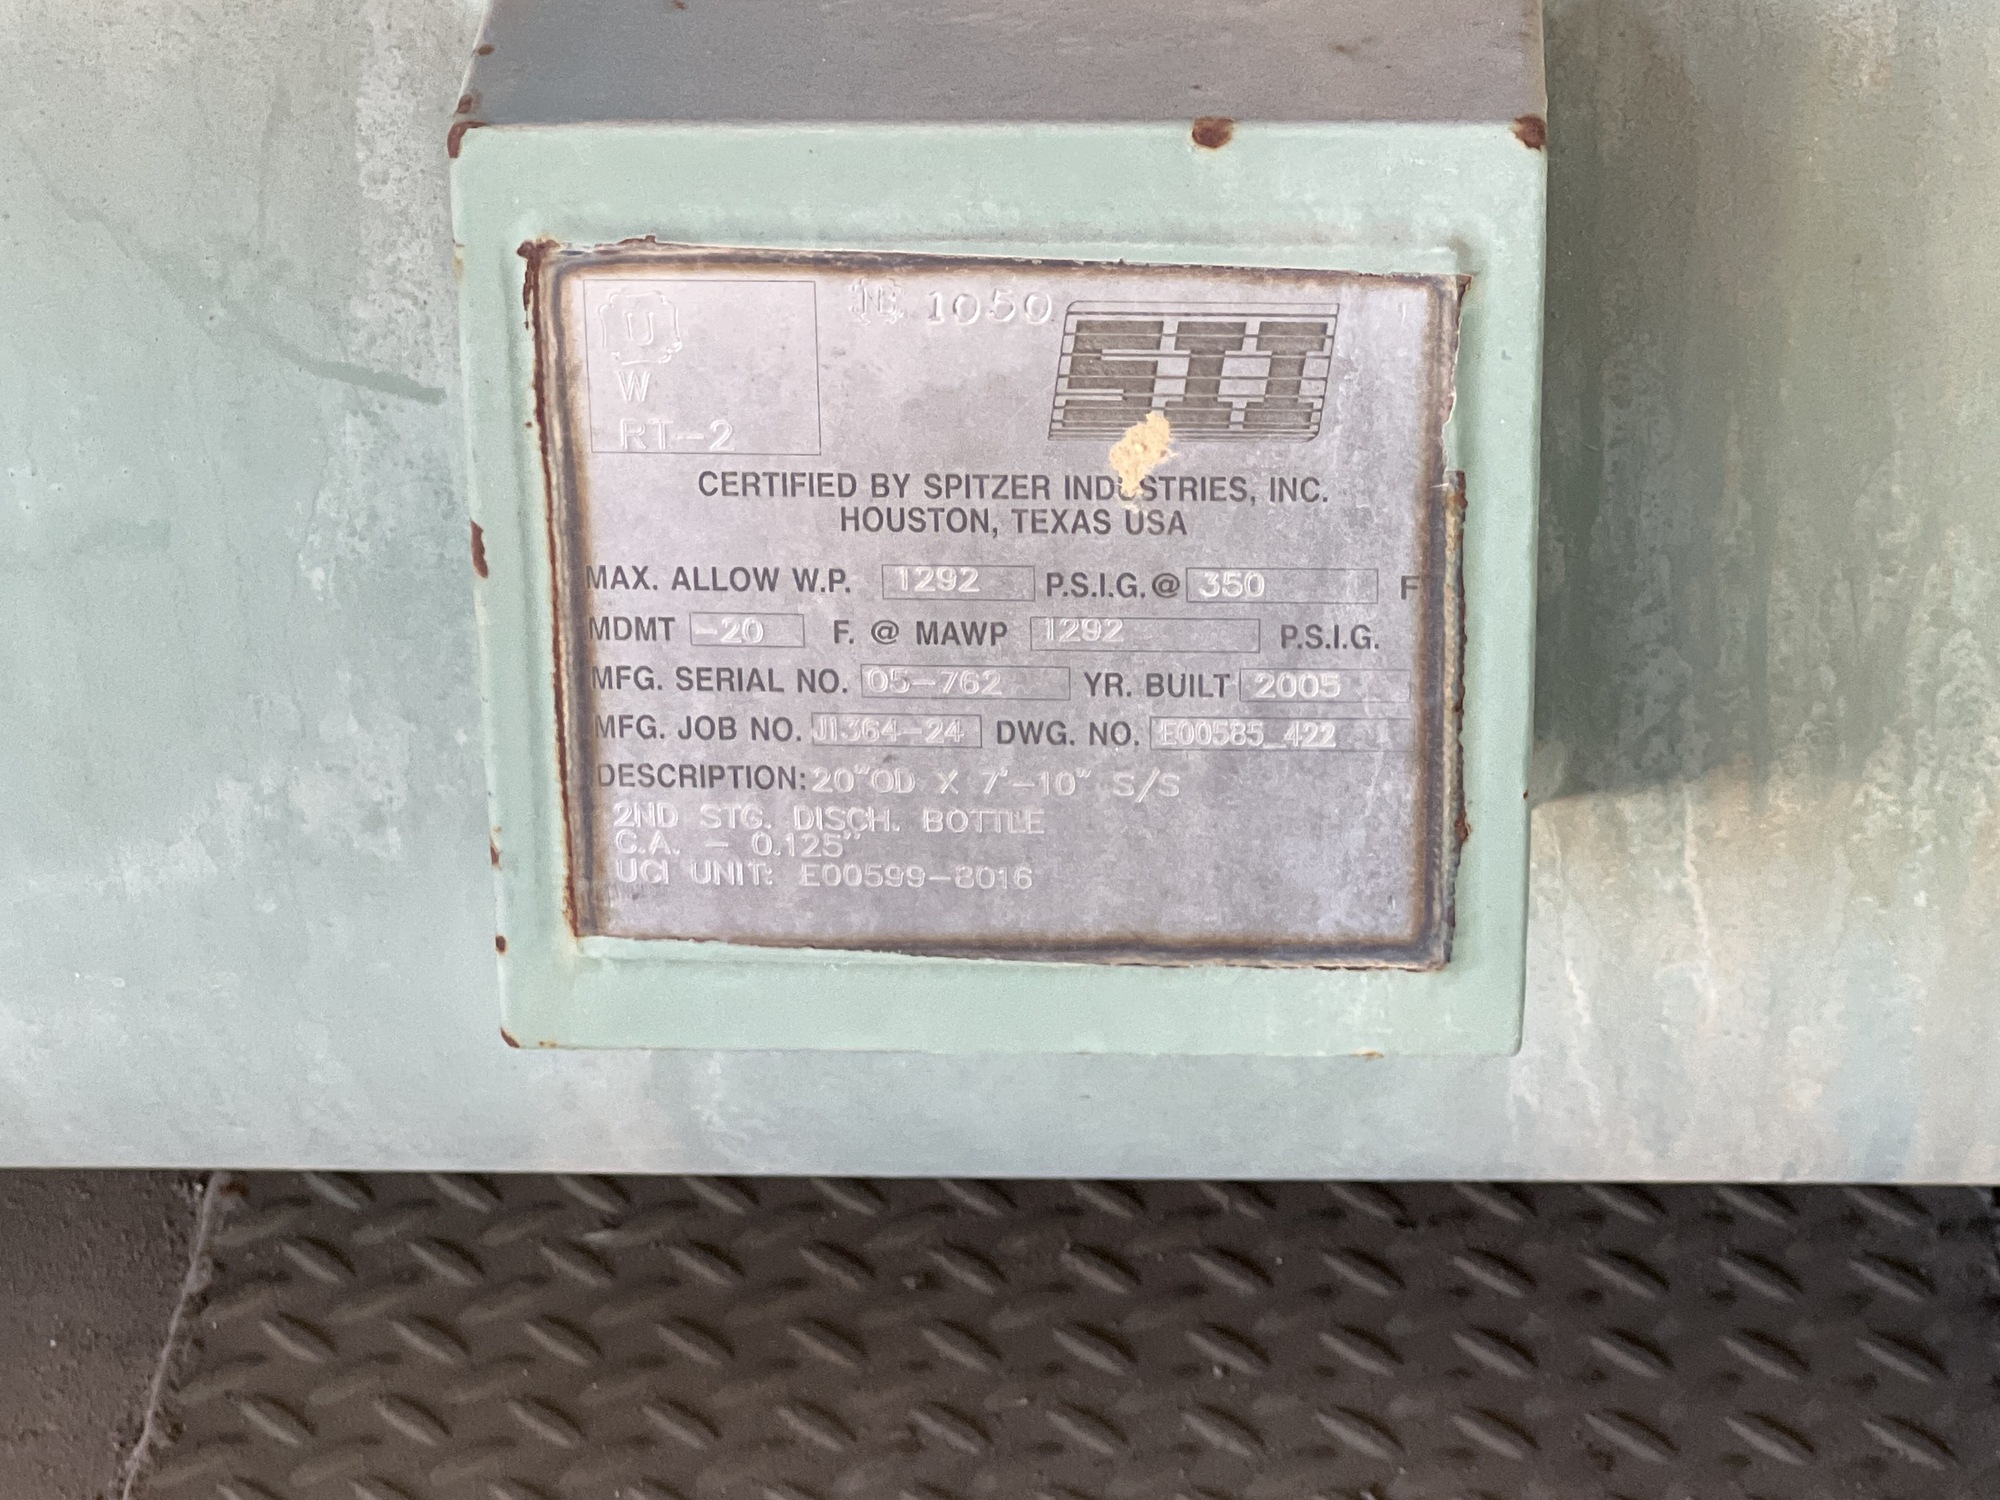 U
NB 1050
SII
W
RT-2
CERTIFIED BY SPITZER INDUSTRIES, INC.
HOUSTON, TEXAS USA
MAX. ALLOW W.P. 1292 P.S.I.G. @ 350 F
MDMT -20 F. @ MAWP 1292 P.S.I.G.
MFG. SERIAL NO. 05-762 YR. BUILT 2005
MFG. JOB NO. J1364-24 DWG. NO. E00585_422
DESCRIPTION: 20"OD X 7'-10" S/S
2ND STG. DISCH. BOTTLE
C.A. - 0.125"
UCI UNIT: E00599-8016